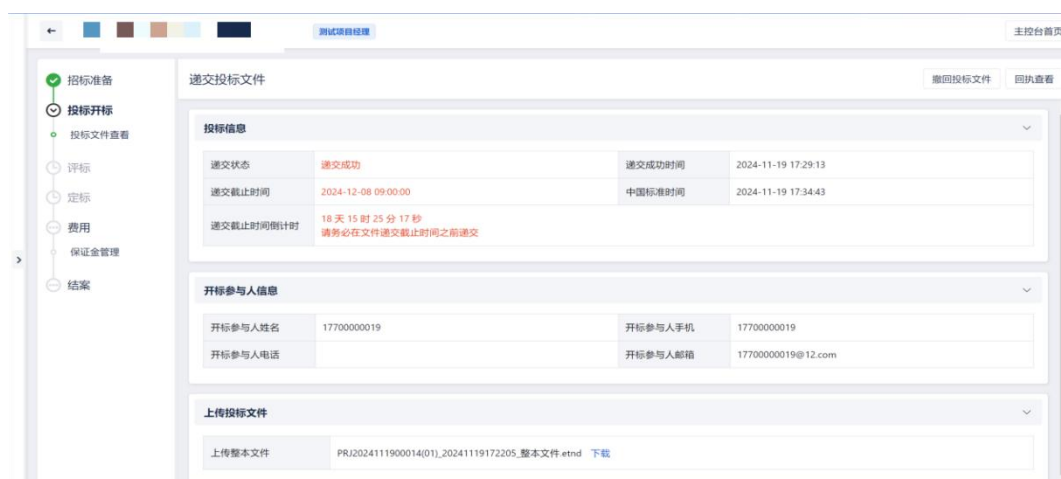 测试项目经理
主控台首页
招标准备
投标开标
投标文件查看
评标
定标
费用
保证金管理
结案
递交投标文件
撤回投标文件
回执查看
投标信息
递交状态 递交成功 递交成功时间 2024-11-19 17:29:13
递交截止时间 2024-12-08 09:00:00 中国标准时间 2024-11-19 17:34:43
递交截止时间倒计时 18 天 15 时 25 分 17 秒
请务必在文件递交截止时间之前递交
开标参与人信息
开标参与人姓名 17700000019 开标参与人手机 17700000019
开标参与人电话 开标参与人邮箱 17700000019@12.com
上传投标文件
上传整本文件 PRJ2024111900014(01)_20241119172205_整本文件.etnd 下载